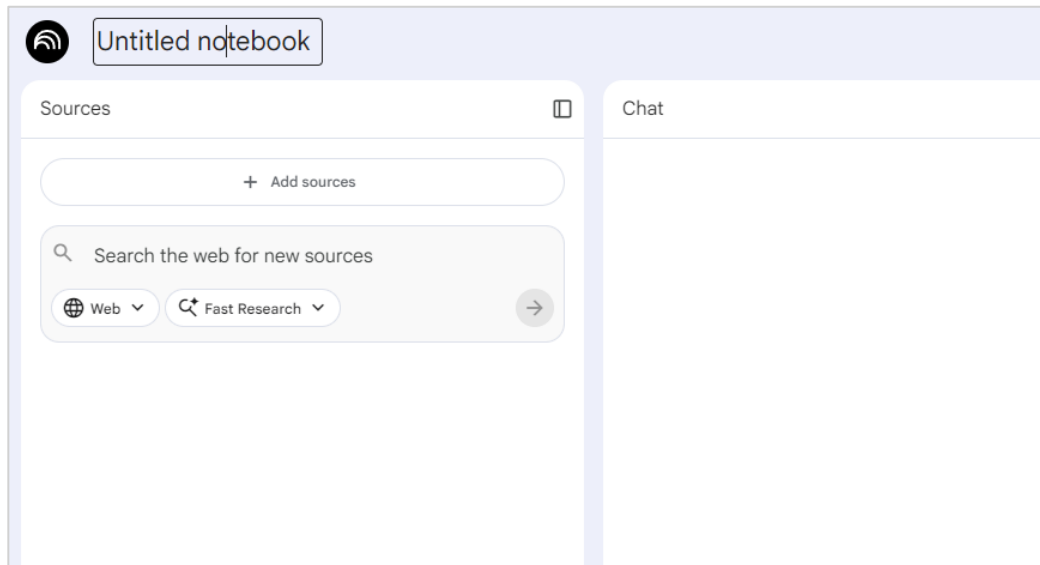 Untitled notebook
Sources
Chat
+ Add sources
Search the web for new sources
Web
Fast Research